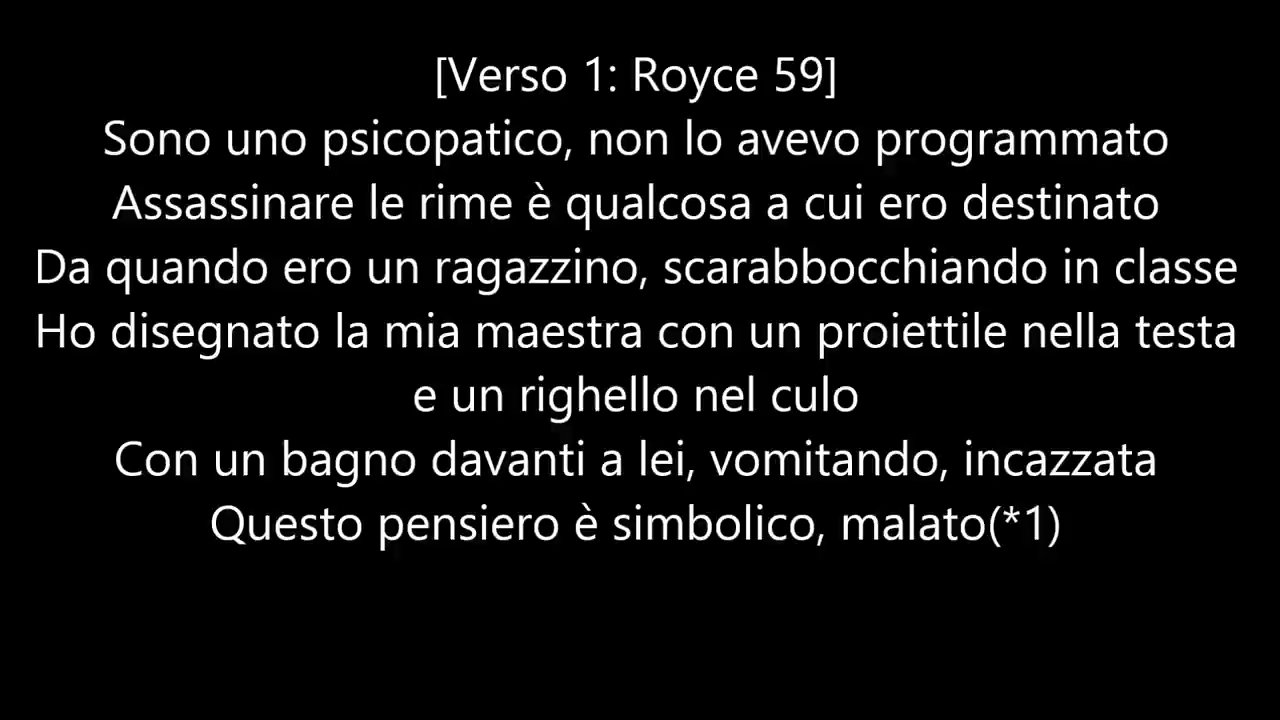 [Verso 1: Royce 59]
Sono uno psicopatico, non lo avevo programmato
Assassinare le rime è qualcosa a cui ero destinato
Da quando ero un ragazzino, scarabbocchiando in classe
Ho disegnato la mia maestra con un proiettile nella testa
e un righello nel culo
Con un bagno davanti a lei, vomitando, incazzata
Questo pensiero è simbolico, malato(*1)